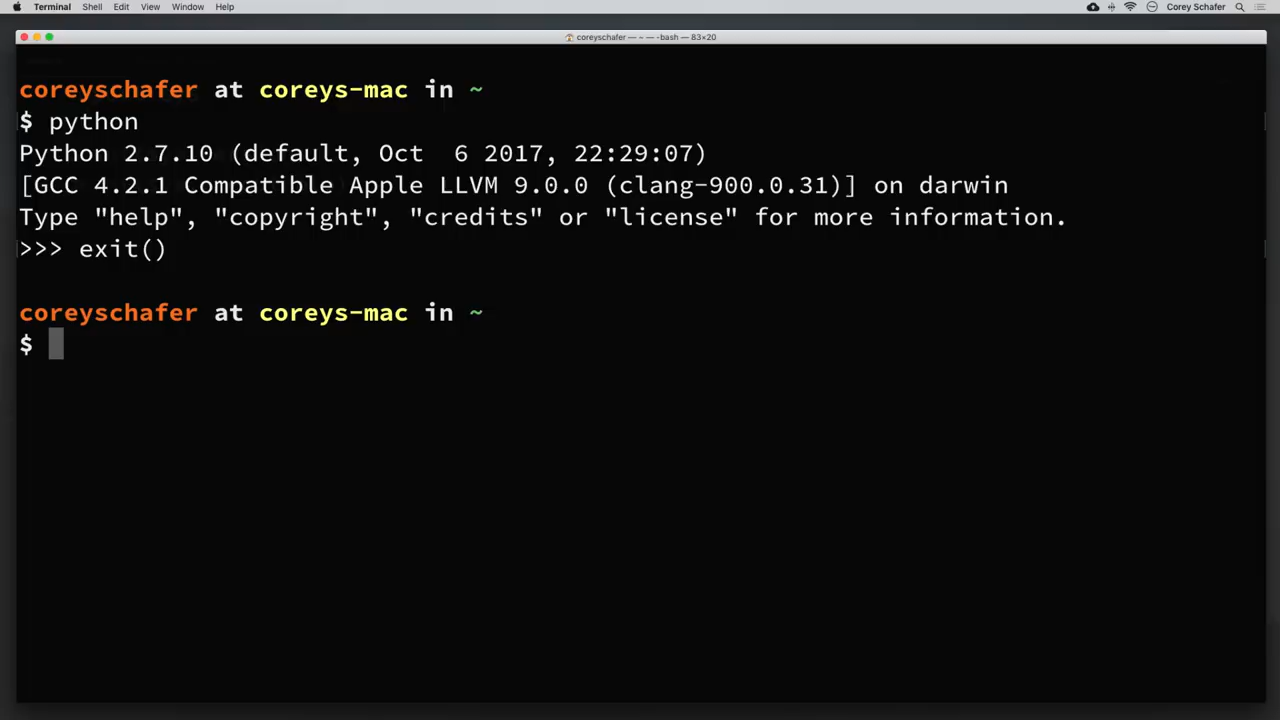 Terminal Shell Edit View Window Help Corey Schafer
coreyschafer — ~ — -bash — 83×20
coreyschafer at coreys-mac in ~
$ python
Python 2.7.10 (default, Oct  6 2017, 22:29:07)
[GCC 4.2.1 Compatible Apple LLVM 9.0.0 (clang-900.0.31)] on darwin
Type "help", "copyright", "credits" or "license" for more information.
>>> exit()
coreyschafer at coreys-mac in ~
$